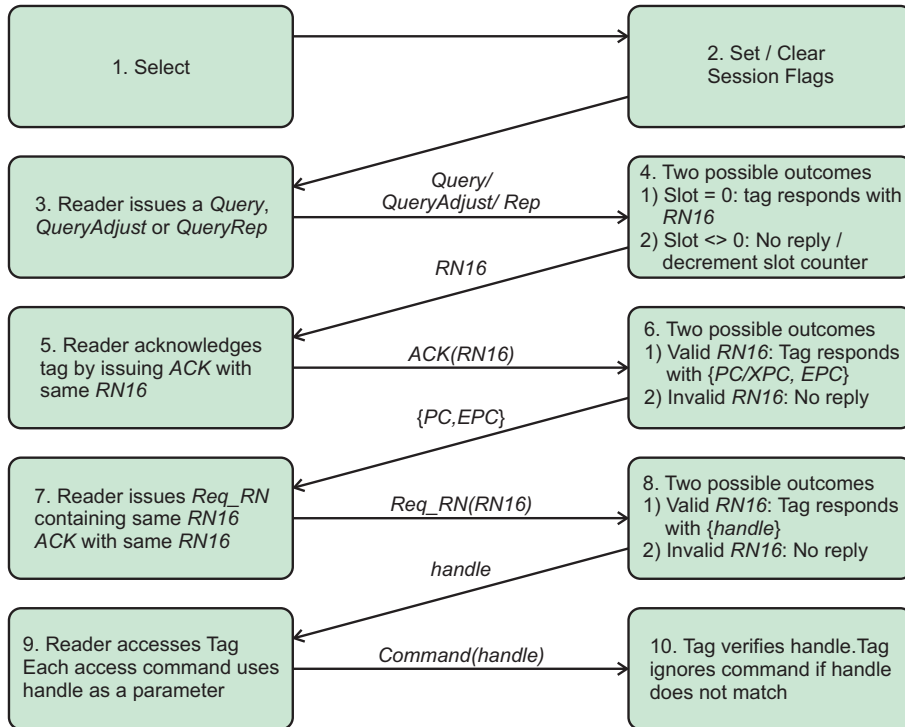 1. Select
2. Set / Clear
Session Flags
3. Reader issues a Query,
QueryAdjust or QueryRep
Query/
QueryAdjust/ Rep
4. Two possible outcomes
1) Slot = 0: tag responds with
RN16
2) Slot <> 0: No reply /
decrement slot counter
RN16
5. Reader acknowledges
tag by issuing ACK with
same RN16
ACK(RN16)
6. Two possible outcomes
1) Valid RN16: Tag responds
with {PC/XPC, EPC}
2) Invalid RN16: No reply
{PC,EPC}
7. Reader issues Req_RN
containing same RN16
ACK with same RN16
Req_RN(RN16)
8. Two possible outcomes
1) Valid RN16: Tag responds
with {handle}
2) Invalid RN16: No reply
handle
9. Reader accesses Tag
Each access command uses
handle as a parameter
Command(handle)
10. Tag verifies handle.Tag
ignores command if handle
does not match